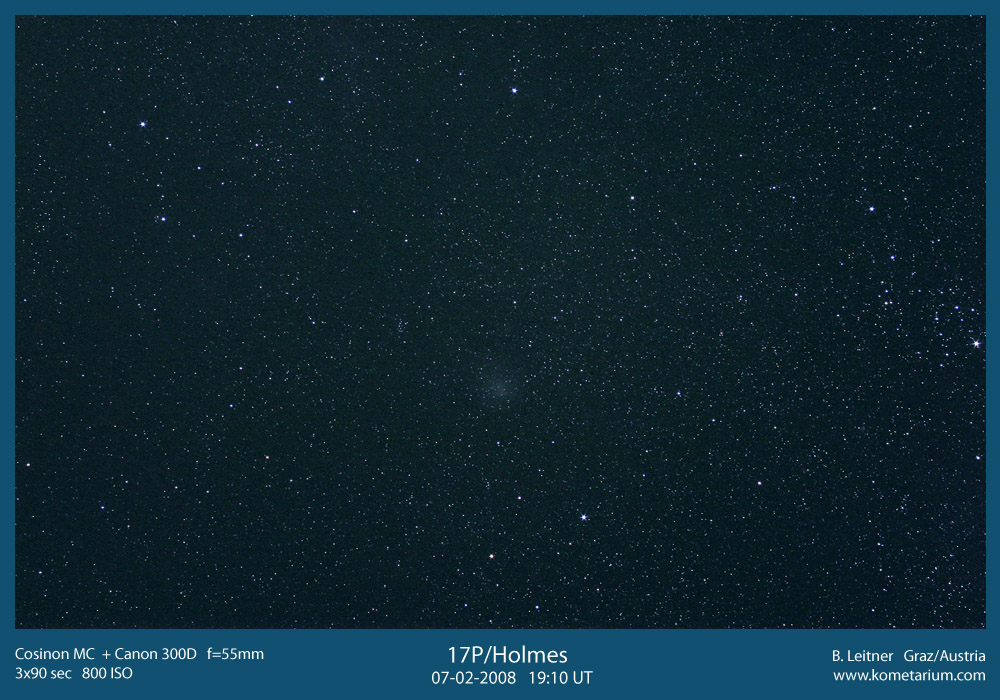 Cosinon MC + Canon 300D f=55mm
3x90 sec 800 ISO
17P/Holmes
07-02-2008 19:10 UT
B. Leitner Graz/Austria
www.kometarium.com